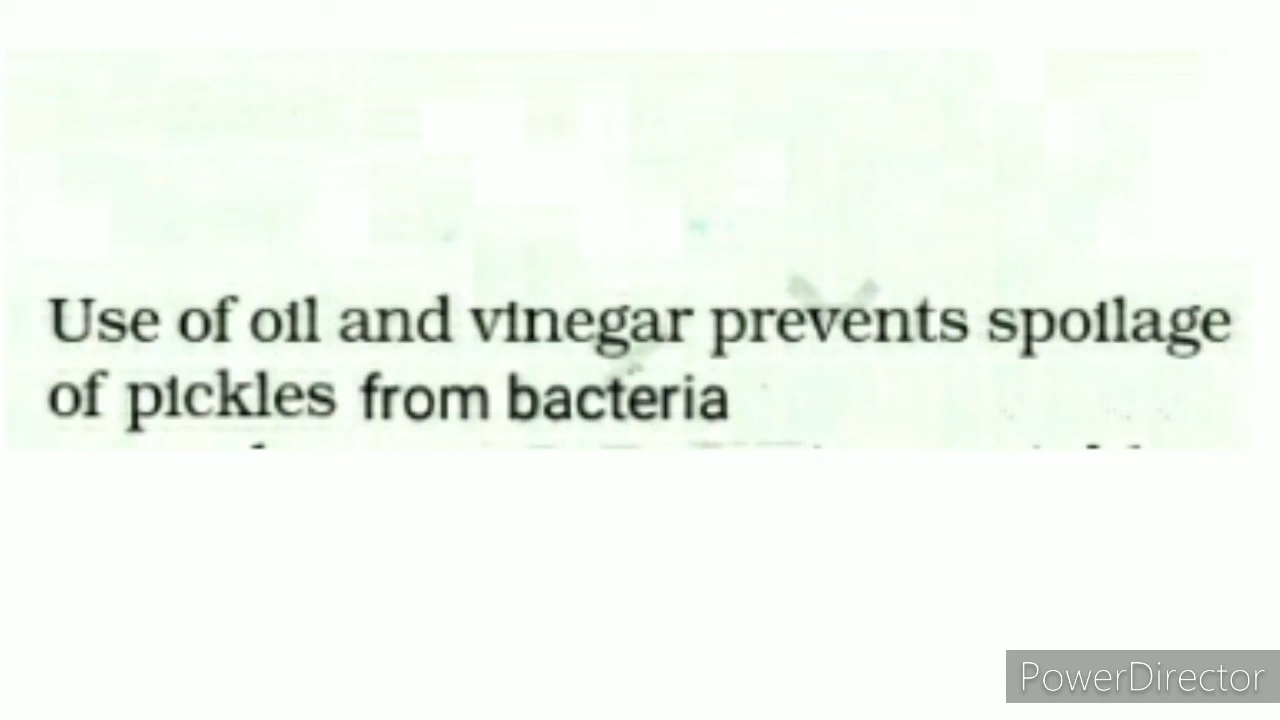 Use of oil and vinegar prevents spoilage
of pickles from bacteria
PowerDirector